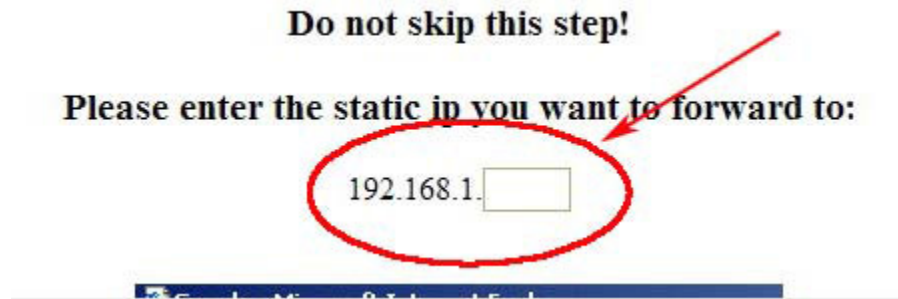 Do not skip this step!
Please enter the static ip you want to forward to:
192.168.1.